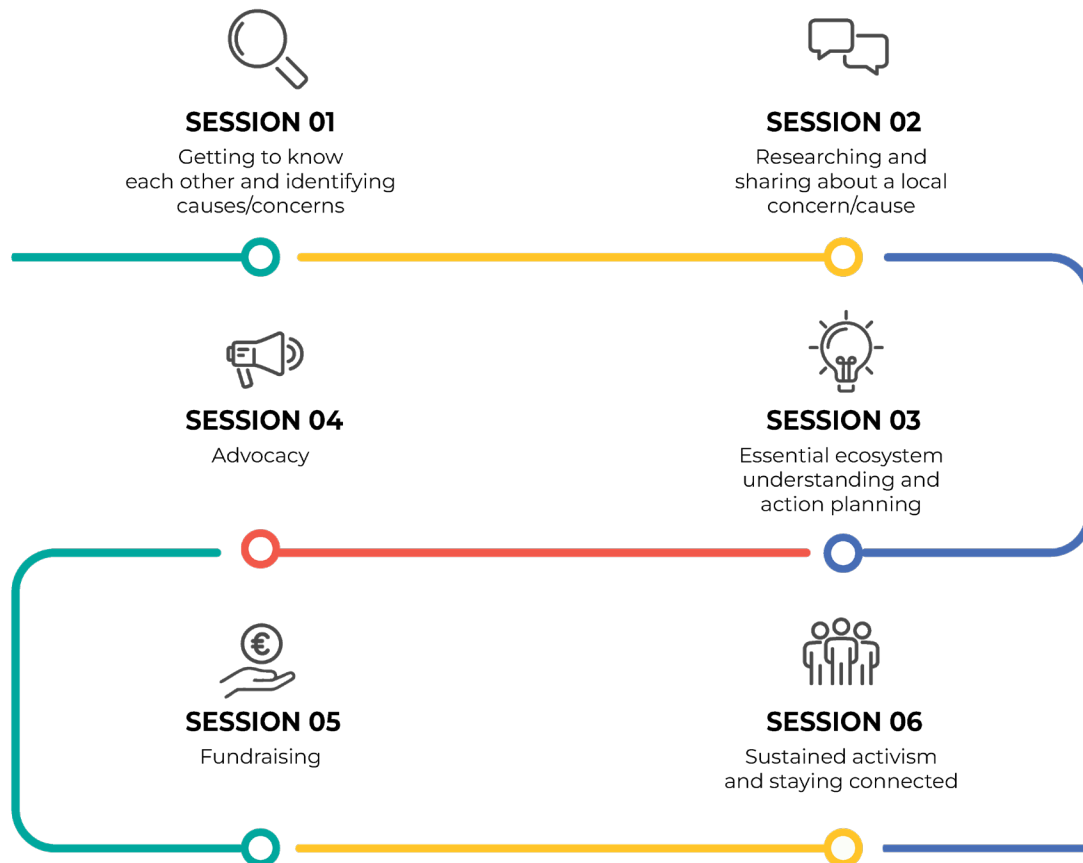 SESSION 01
Getting to know
each other and identifying
causes/concerns
SESSION 02
Researching and
sharing about a local
concern/cause
SESSION 03
Essential ecosystem
understanding and
action planning
SESSION 04
Advocacy
€
SESSION 05
Fundraising
SESSION 06
Sustained activism
and staying connected